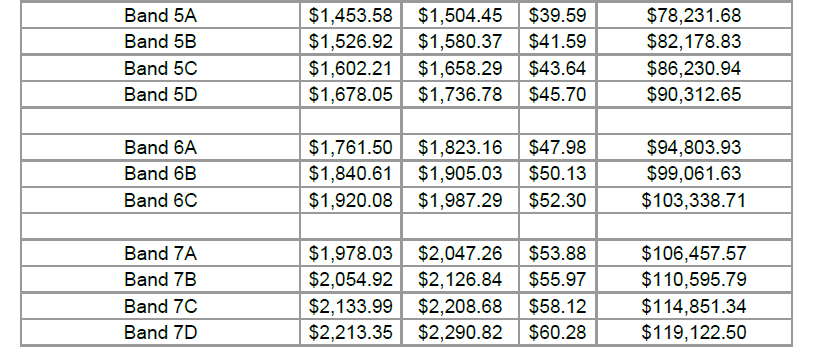 Band 5A $1,453.58 $1,504.45 $39.59 $78,231.68
Band 5B $1,526.92 $1,580.37 $41.59 $82,178.83
Band 5C $1,602.21 $1,658.29 $43.64 $86,230.94
Band 5D $1,678.05 $1,736.78 $45.70 $90,312.65
Band 6A $1,761.50 $1,823.16 $47.98 $94,803.93
Band 6B $1,840.61 $1,905.03 $50.13 $99,061.63
Band 6C $1,920.08 $1,987.29 $52.30 $103,338.71
Band 7A $1,978.03 $2,047.26 $53.88 $106,457.57
Band 7B $2,054.92 $2,126.84 $55.97 $110,595.79
Band 7C $2,133.99 $2,208.68 $58.12 $114,851.34
Band 7D $2,213.35 $2,290.82 $60.28 $119,122.50